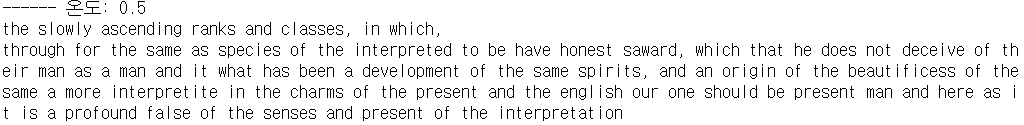 ------ 온도: 0.5
the slowly ascending ranks and classes, in which,
through for the same as species of the interpreted to be have honest saward, which that he does not deceive of th
eir man as a man and it what has been a development of the same spirits, and an origin of the beautificess of the
same a more interpretite in the charms of the present and the english our one should be present man and here as i
t is a profound false of the senses and present of the interpretation